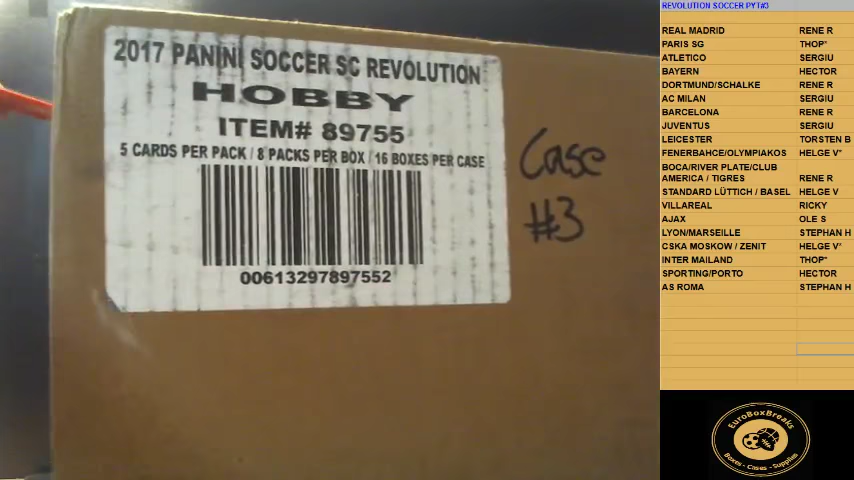 2017 PANINI SOCCER SC REVOLUTION
HOBBY
ITEM# 89755
5 CARDS PER PACK / 8 PACKS PER BOX / 16 BOXES PER CASE
00613297897552
Case
#3
REVOLUTION SOCCER PYT#3
REAL MADRID RENE R
PARIS SG THOP*
ATLETICO SERGIU
BAYERN HECTOR
DORTMUND/SCHALKE RENE R
AC MILAN SERGIU
BARCELONA RENE R
JUVENTUS SERGIU
LEICESTER TORSTEN B
FENERBAHCE/OLYMPIAKOS HELGE V*
BOCA/RIVER PLATE/CLUB
AMERICA / TIGRES RENE R
STANDARD LÜTTICH / BASEL HELGE V
VILLAREAL RICKY
AJAX OLE S
LYON/MARSEILLE STEPHAN H
CSKA MOSKOW / ZENIT HELGE V*
INTER MAILAND THOP*
SPORTING/PORTO HECTOR
AS ROMA STEPHAN H
EuroBoxBreaks
Boxes - Cases - Supplies